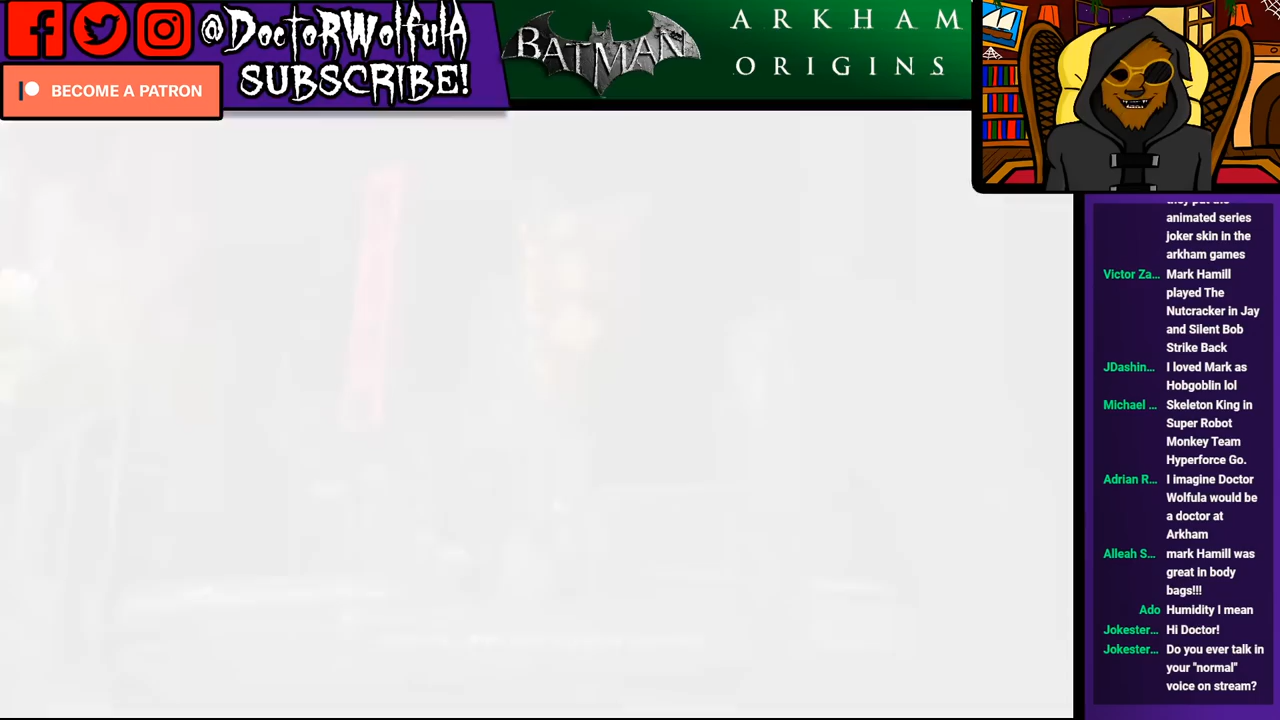 @DoctoRWolfulA
SUBSCRIBE!
BECOME A PATRON
BATMAN
ARKHAM
ORIGINS
they put the
animated series
joker skin in the
arkham games
Victor Za... Mark Hamill
played The
Nutcracker in Jay
and Silent Bob
Strike Back
JDashin... I loved Mark as
Hobgoblin lol
Michael ... Skeleton King in
Super Robot
Monkey Team
Hyperforce Go.
Adrian R... I imagine Doctor
Wolfula would be
a doctor at
Arkham
Alleah S... mark Hamill was
great in body
bags!!!
Ado Humidity I mean
Jokester... Hi Doctor!
Jokester... Do you ever talk in
your "normal"
voice on stream?